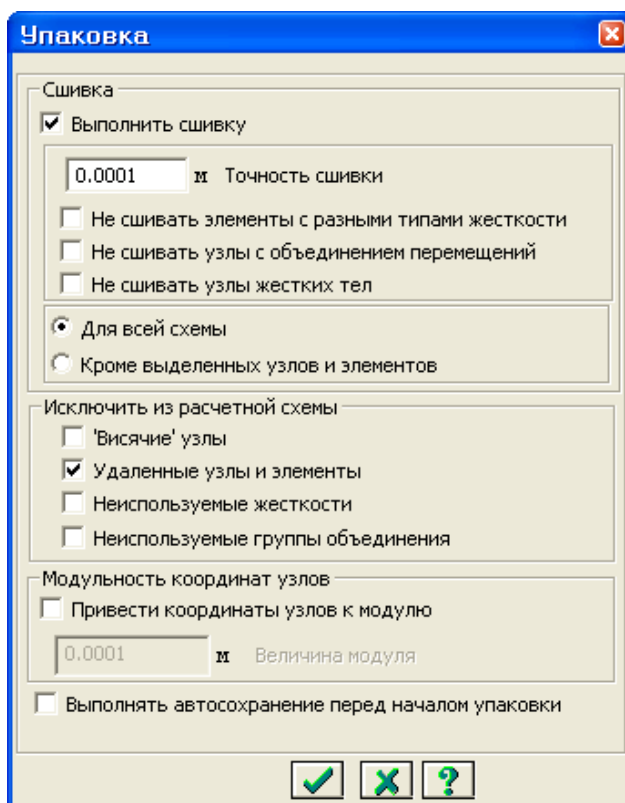 Упаковка
Сшивка
Выполнить сшивку
0.0001 м Точность сшивки
Не сшивать элементы с разными типами жесткости
Не сшивать узлы с объединением перемещений
Не сшивать узлы жестких тел
Для всей схемы
Кроме выделенных узлов и элементов
Исключить из расчетной схемы
'Висячие' узлы
Удаленные узлы и элементы
Неиспользуемые жесткости
Неиспользуемые группы объединения
Модульность координат узлов
Привести координаты узлов к модулю
0.0001 м Величина модуля
Выполнять автосохранение перед началом упаковки
?